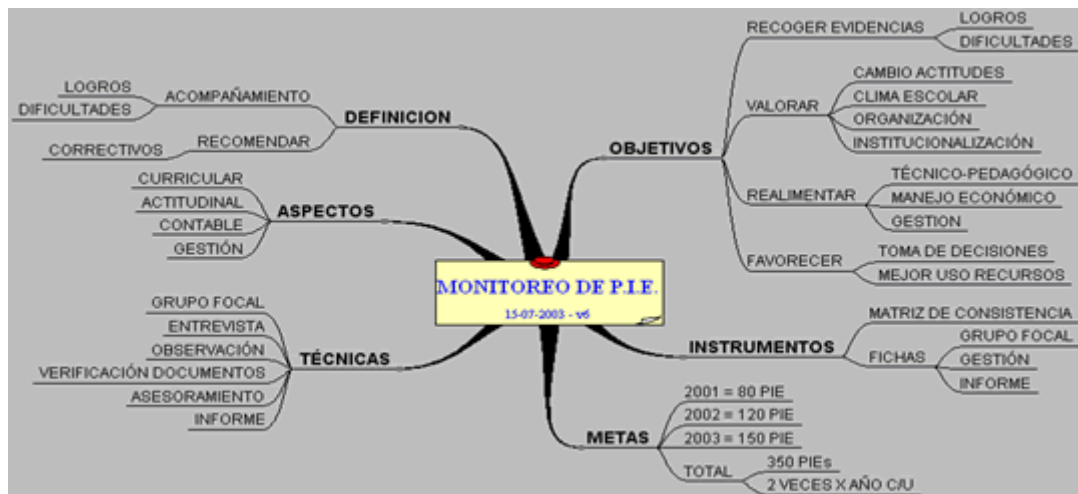 MONITOREO DE P.I.E.
15-07-2003 - v6
DEFINICION
ACOMPAÑAMIENTO
LOGROS
DIFICULTADES
RECOMENDAR
CORRECTIVOS
ASPECTOS
CURRICULAR
ACTITUDINAL
CONTABLE
GESTIÓN
TÉCNICAS
GRUPO FOCAL
ENTREVISTA
OBSERVACIÓN
VERIFICACIÓN DOCUMENTOS
ASESORAMIENTO
INFORME
OBJETIVOS
RECOGER EVIDENCIAS
LOGROS
DIFICULTADES
VALORAR
CAMBIO ACTITUDES
CLIMA ESCOLAR
ORGANIZACIÓN
INSTITUCIONALIZACIÓN
REALIMENTAR
TÉCNICO-PEDAGÓGICO
MANEJO ECONÓMICO
GESTION
FAVORECER
TOMA DE DECISIONES
MEJOR USO RECURSOS
INSTRUMENTOS
MATRIZ DE CONSISTENCIA
FICHAS
GRUPO FOCAL
GESTIÓN
INFORME
METAS
2001 = 80 PIE
2002 = 120 PIE
2003 = 150 PIE
TOTAL
350 PIEs
2 VECES X AÑO C/U